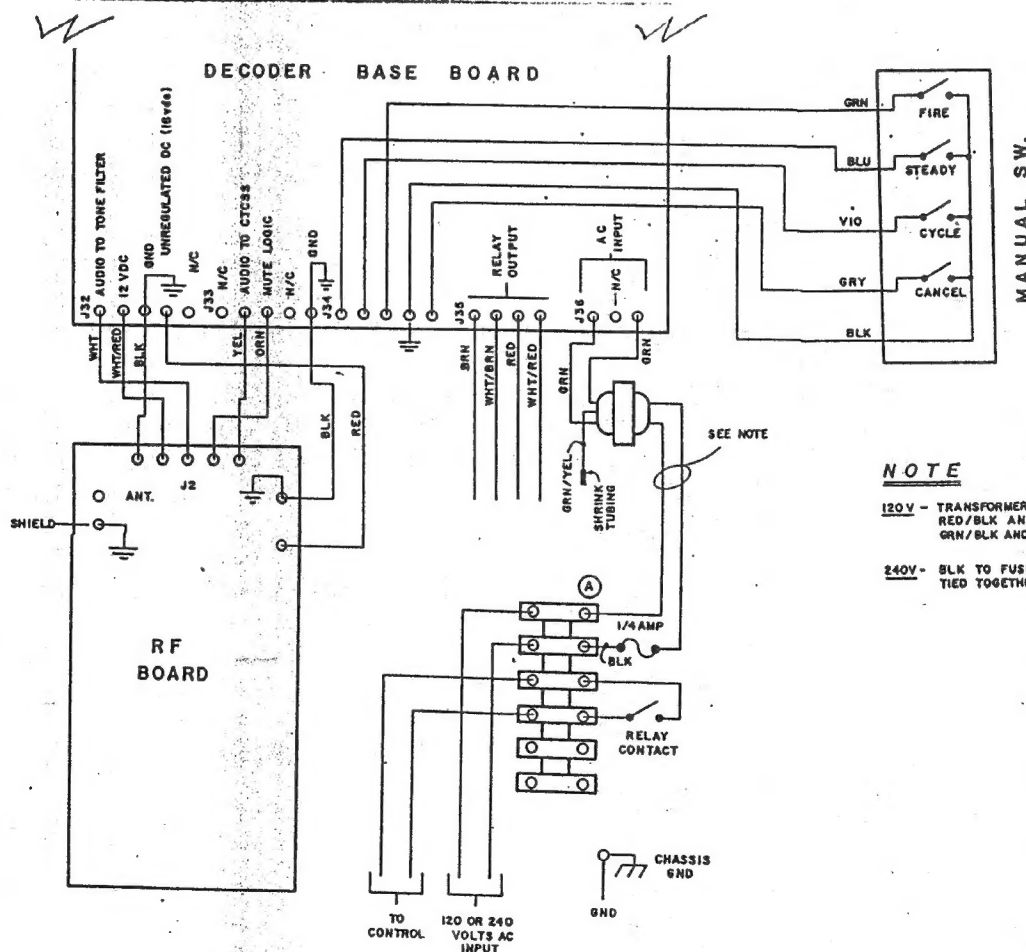 DECODER BASE BOARD
J32
AUDIO TO TONE FILTER
12 VDC
GND
UNREGULATED DC (16vdc)
N/C
J33
N/C
AUDIO TO CTCSS
MUTE LOGIC
N/C
J34
GND
J35
RELAY
OUTPUT
J36
AC
INPUT
N/C
GRN
FIRE
BLU
STEADY
VIO
CYCLE
GRY
CANCEL
BLK
MANUAL SW.
WHT
WHT/RED
BLK
YEL
ORN
BLK
RED
BRN
WHT/BRN
RED
WHT/RED
GRN
GRN
GRN/YEL
SHRINK
TUBING
SEE NOTE
J2
ANT.
SHIELD
RF
BOARD
NOTE
120V - TRANSFORMER
RED/BLK
GRN/BLK AND
240V - BLK TO
TIED
A
1/4 AMP
BLK
RELAY
CONTACT
TO
CONTROL
120 OR 240
VOLTS AC
INPUT
CHASSIS
GND
GND